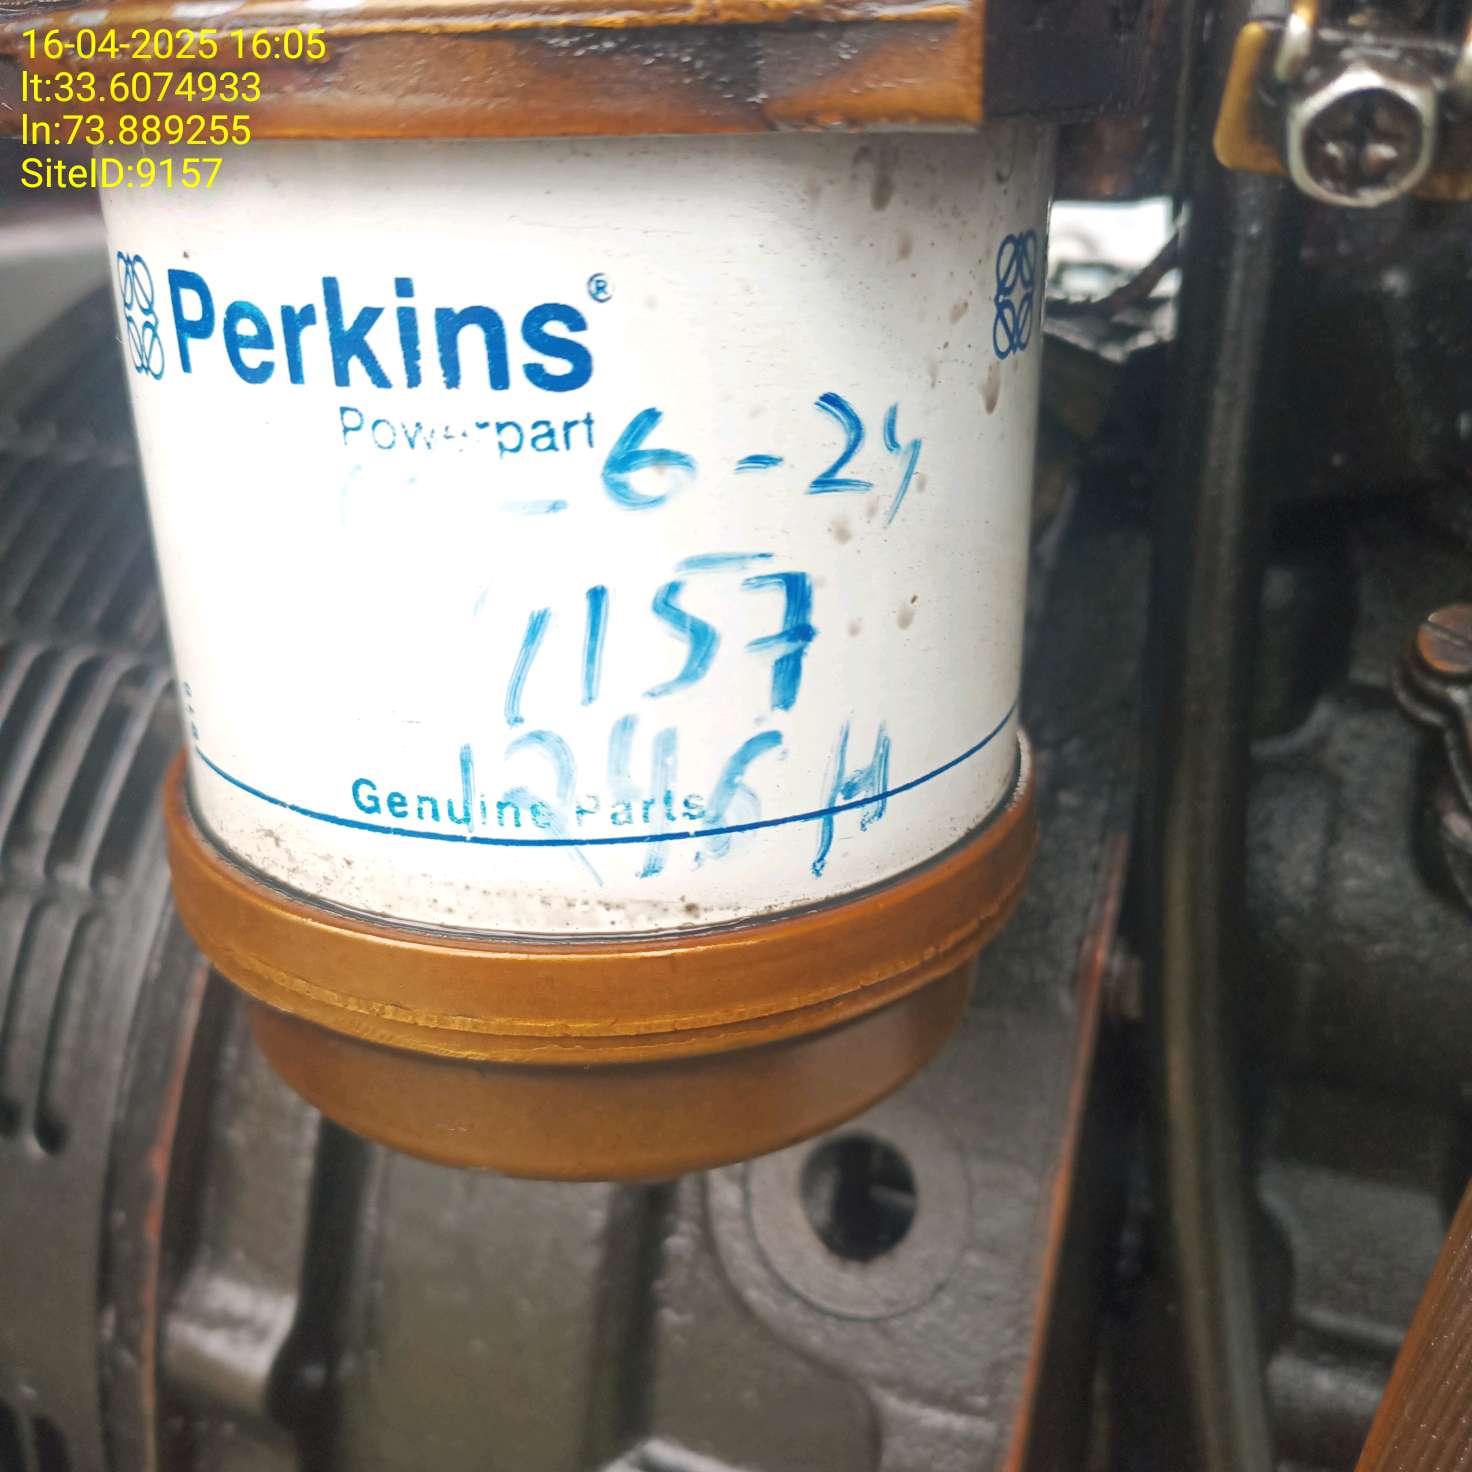 16-04-2025 16:05
lt:33.6074933
ln:73.889255
SiteID:9157
Perkins®
Powerpart
-6-24
9157
Genuine Parts